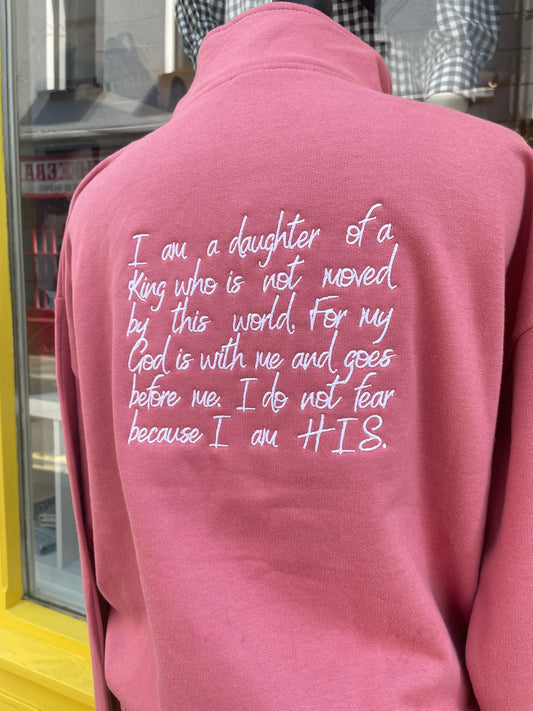 I am a daughter of a
King who is not moved
by this world. For my
God is with me and goes
before me. I do not fear
because I am HIS.